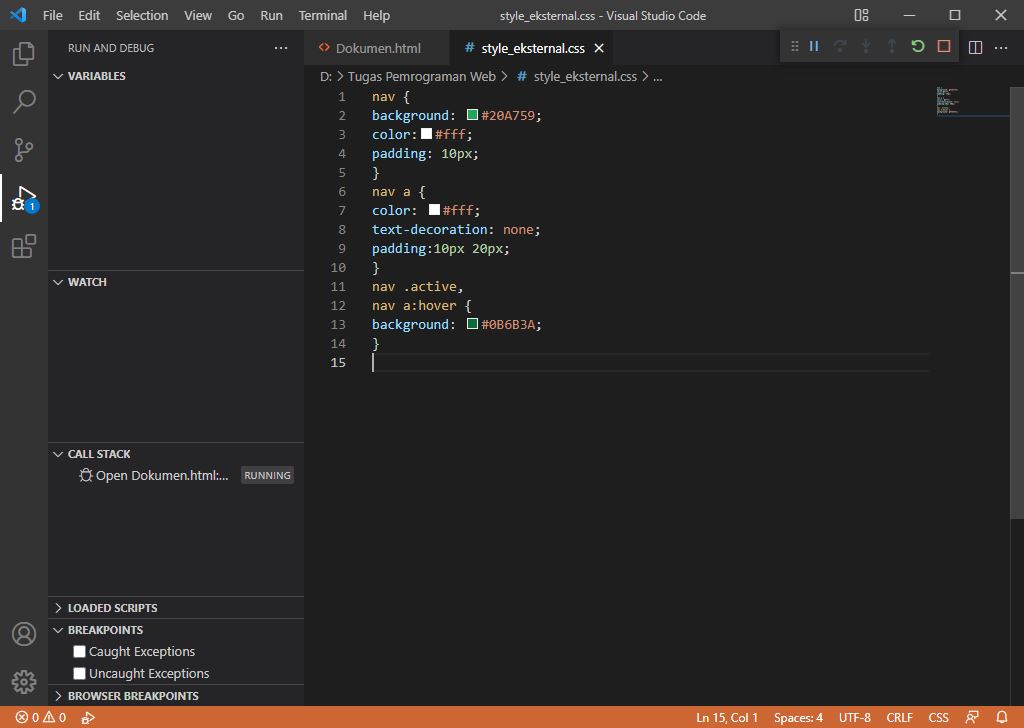 File Edit Selection View Go Run Terminal Help style_eksternal.css - Visual Studio Code
RUN AND DEBUG
Dokumen.html
# style_eksternal.css
VARIABLES
D: > Tugas Pemrograman Web > # style_eksternal.css > ...
1 nav {
2 background: #20A759;
3 color: #fff;
4 padding: 10px;
5 }
6 nav a {
7 color: #fff;
8 text-decoration: none;
9 padding:10px 20px;
10 }
11 nav .active,
12 nav a:hover {
13 background: #0B6B3A;
14 }
15
1
WATCH
CALL STACK
Open Dokumen.html:... RUNNING
LOADED SCRIPTS
BREAKPOINTS
Caught Exceptions
Uncaught Exceptions
BROWSER BREAKPOINTS
0 0 Ln 15, Col 1 Spaces: 4 UTF-8 CRLF CSS